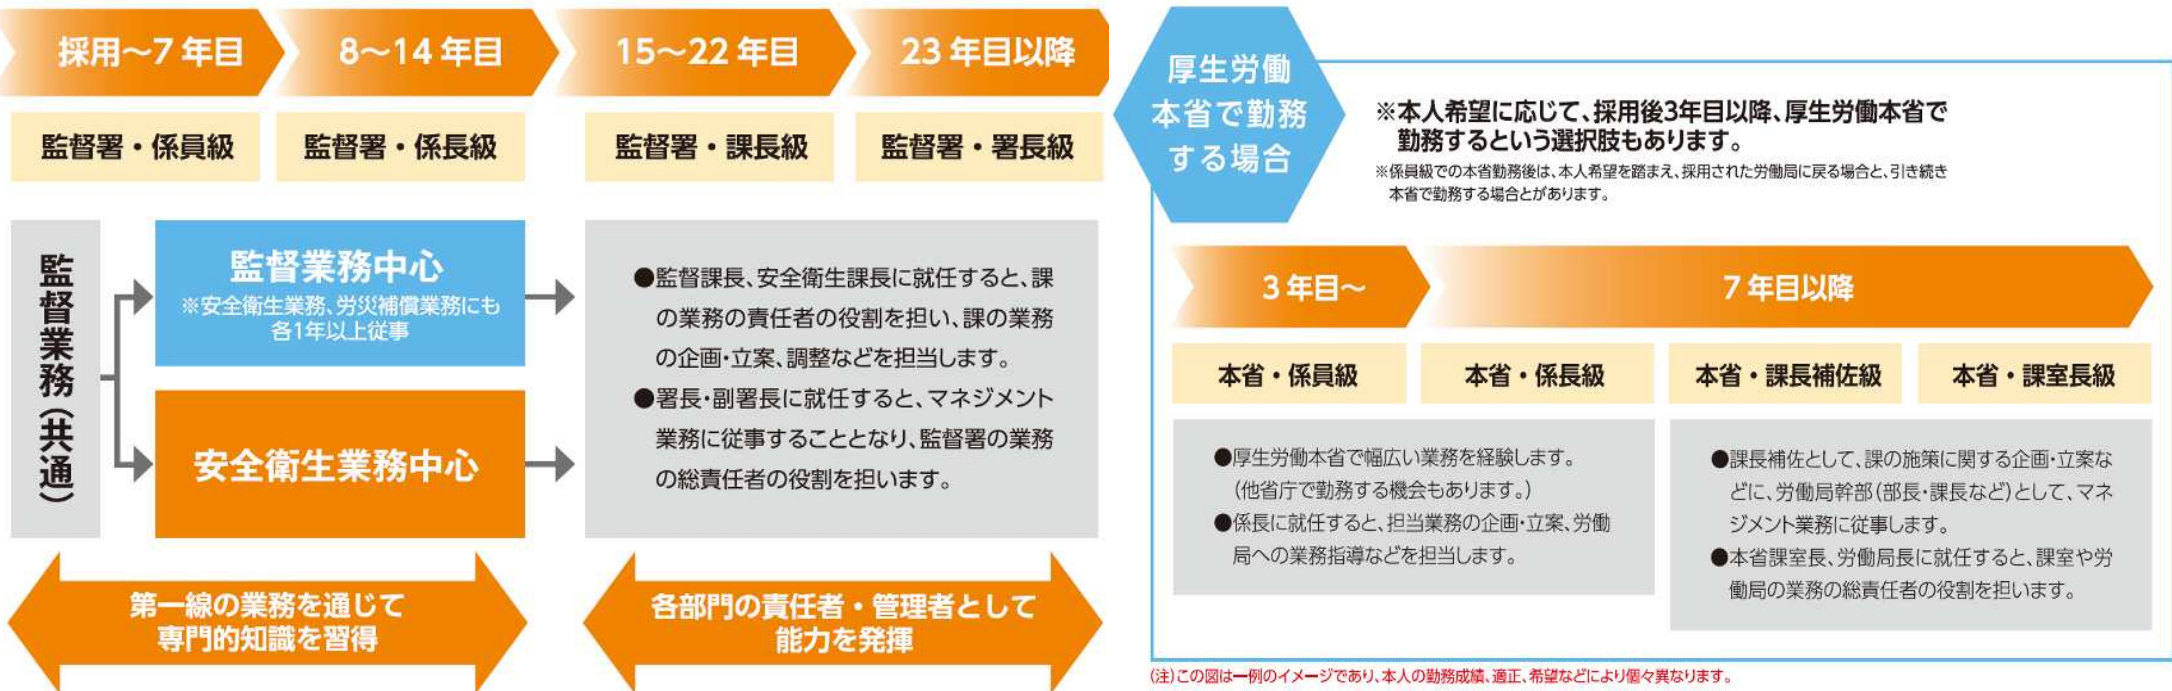 採用～7年目
8～14年目
15～22年目
23年目以降
監督署・係員級
監督署・係長級
監督署・課長級
監督署・署長級
監督業務（共通）
監督業務中心
※安全衛生業務、労災補償業務にも
各1年以上従事
安全衛生業務中心
●監督課長、安全衛生課長に就任すると、課
の業務の責任者の役割を担い、課の業務
の企画・立案、調整などを担当します。
●署長・副署長に就任すると、マネジメント
業務に従事することとなり、監督署の業務
の総責任者の役割を担います。
第一線の業務を通じて
専門的知識を習得
各部門の責任者・管理者として
能力を発揮
厚生労働
本省で勤務
する場合
※本人希望に応じて、採用後3年目以降、厚生労働本省で
勤務するという選択肢もあります。
※係員級での本省勤務後は、本人希望を踏まえ、採用された労働局に戻る場合と、引き続き
本省で勤務する場合とがあります。
3年目～
7年目以降
本省・係員級
本省・係長級
本省・課長補佐級
本省・課室長級
●厚生労働本省で幅広い業務を経験します。
（他省庁で勤務する機会もあります。）
●係長に就任すると、担当業務の企画・立案、労働
局への業務指導などを担当します。
●課長補佐として、課の施策に関する企画・立案な
どに、労働局幹部（部長・課長など）として、マネ
ジメント業務に従事します。
●本省課室長、労働局長に就任すると、課室や労
働局の業務の総責任者の役割を担います。
（注）この図は一例のイメージであり、本人の勤務成績、適正、希望などにより個々異なります。